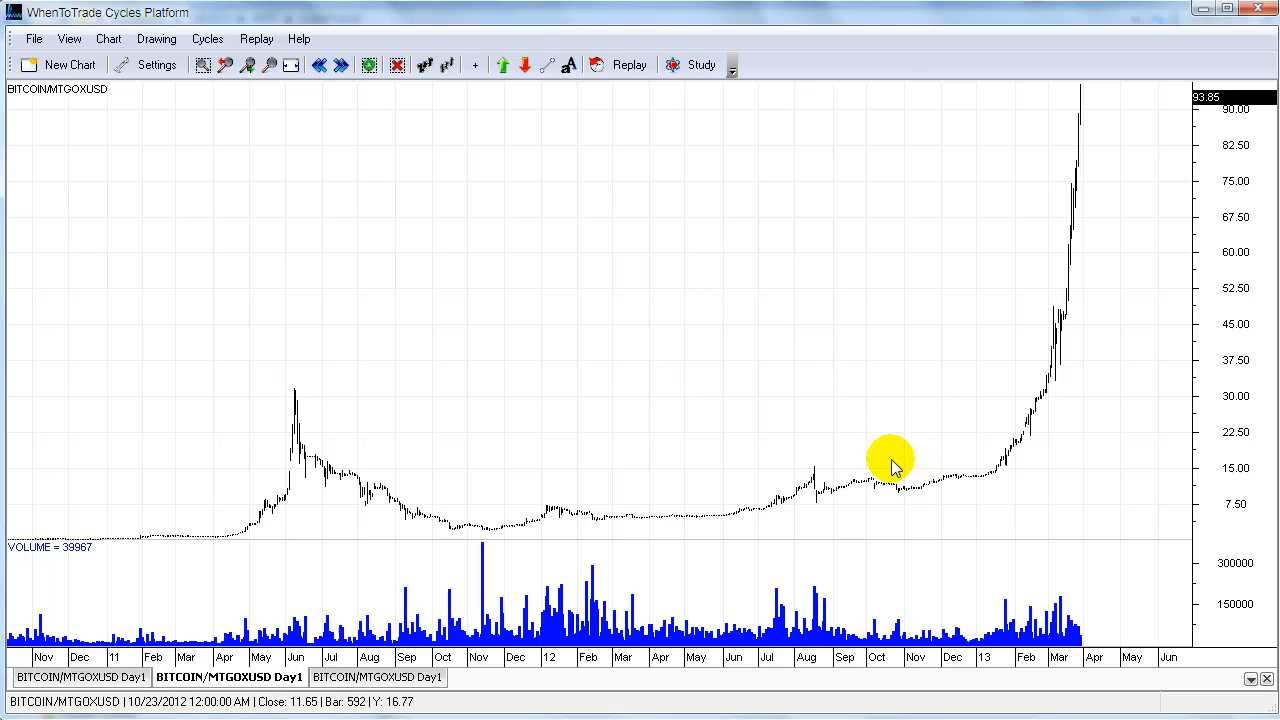 WhenToTrade Cycles Platform
File View Chart Drawing Cycles Replay Help
New Chart Settings Replay Study
BITCOIN/MTGOXUSD
93.85
90.00
82.50
75.00
67.50
60.00
52.50
45.00
37.50
30.00
22.50
15.00
7.50
VOLUME = 39967
300000
150000
Nov Dec 11 Feb Mar Apr May Jun Jul Aug Sep Oct Nov Dec 12 Feb Mar Apr May Jun Jul Aug Sep Oct Nov Dec 13 Feb Mar Apr May Jun
BITCOIN/MTGOXUSD Day1 BITCOIN/MTGOXUSD Day1 BITCOIN/MTGOXUSD Day1
BITCOIN/MTGOXUSD | 10/23/2012 12:00:00 AM | Close: 11.65 | Bar: 592 | Y: 16.77